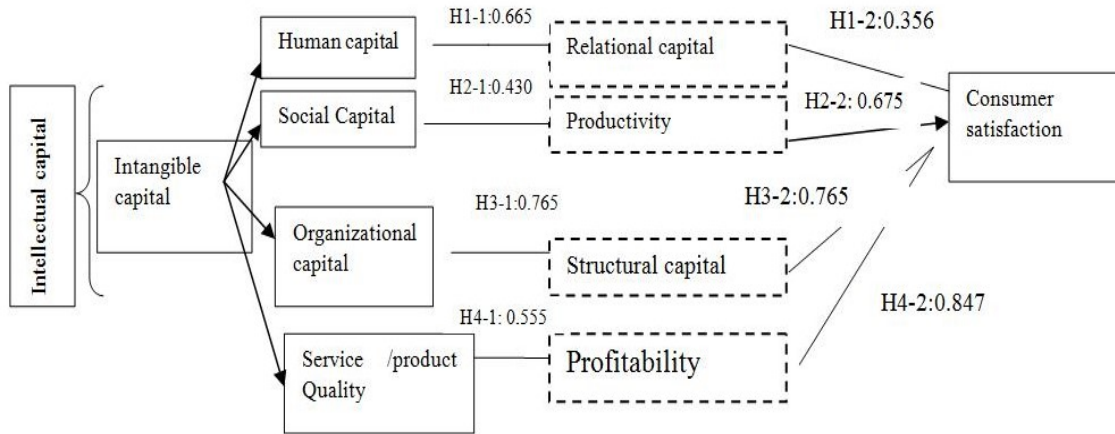 Intellectual capital
Intangible
capital
Human capital
Social Capital
Organizational
capital
Service /product
Quality
H1-1:0.665
H2-1:0.430
H3-1:0.765
H4-1: 0.555
Relational capital
Productivity
Structural capital
Profitability
H1-2:0.356
H2-2: 0.675
H3-2:0.765
H4-2:0.847
Consumer
satisfaction